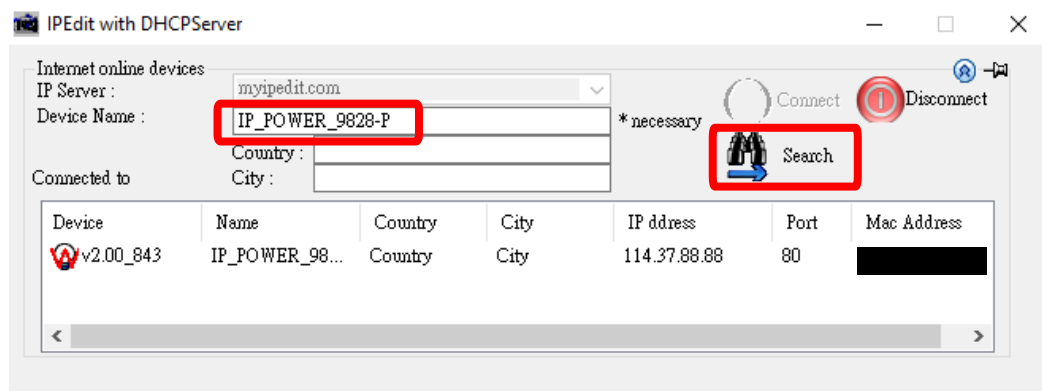 IPEdit with DHCPServer
Internet online devices
IP Server : myipedit.com
Connect Disconnect
Device Name : IP_POWER_9828-P * necessary
Country : Search
Connected to City :
Device Name Country City IP ddress Port Mac Address
v2.00_843 IP_POWER_98... Country City 114.37.88.88 80